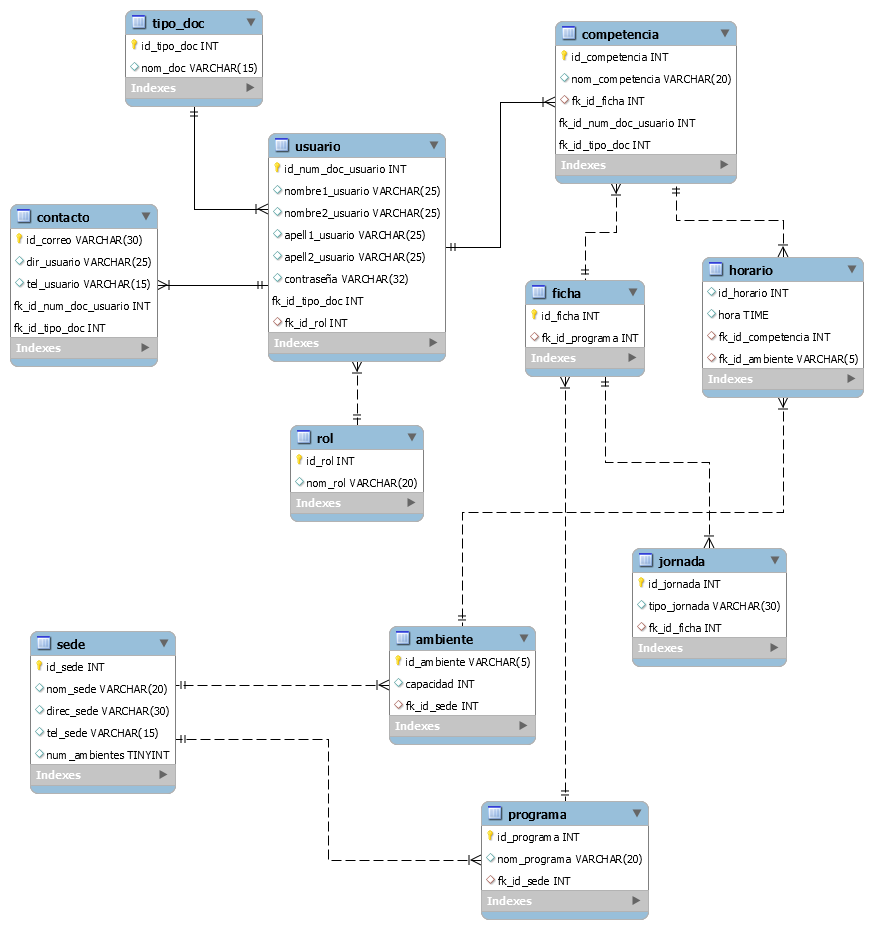 tipo_doc
id_tipo_doc INT
nom_doc VARCHAR(15)
Indexes
competencia
id_competencia INT
nom_competencia VARCHAR(20)
fk_id_ficha INT
fk_id_num_doc_usuario INT
fk_id_tipo_doc INT
Indexes
usuario
id_num_doc_usuario INT
nombre1_usuario VARCHAR(25)
nombre2_usuario VARCHAR(25)
apell1_usuario VARCHAR(25)
apell2_usuario VARCHAR(25)
contraseña VARCHAR(32)
fk_id_tipo_doc INT
fk_id_rol INT
Indexes
contacto
id_correo VARCHAR(30)
dir_usuario VARCHAR(25)
tel_usuario VARCHAR(15)
fk_id_num_doc_usuario INT
fk_id_tipo_doc INT
Indexes
horario
id_horario INT
hora TIME
fk_id_competencia INT
fk_id_ambiente VARCHAR(5)
Indexes
ficha
id_ficha INT
fk_id_programa INT
Indexes
rol
id_rol INT
nom_rol VARCHAR(20)
Indexes
jornada
id_jornada INT
tipo_jornada VARCHAR(30)
fk_id_ficha INT
Indexes
sede
id_sede INT
nom_sede VARCHAR(20)
direc_sede VARCHAR(30)
tel_sede VARCHAR(15)
num_ambientes TINYINT
Indexes
ambiente
id_ambiente VARCHAR(5)
capacidad INT
fk_id_sede INT
Indexes
programa
id_programa INT
nom_programa VARCHAR(20)
fk_id_sede INT
Indexes